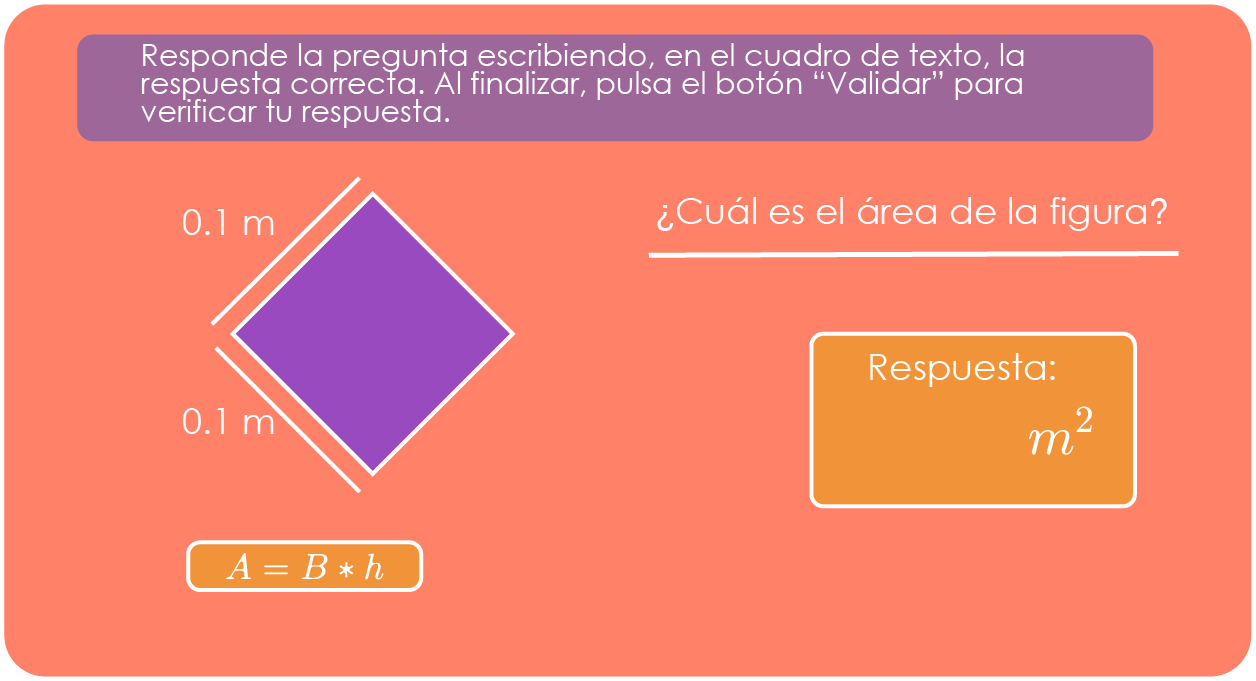 Responde la pregunta escribiendo, en el cuadro de texto, la
respuesta correcta. Al finalizar, pulsa el botón “Validar” para
verificar tu respuesta.
0.1 m
¿Cuál es el área de la figura?
Respuesta:
m²
0.1 m
A = B * h